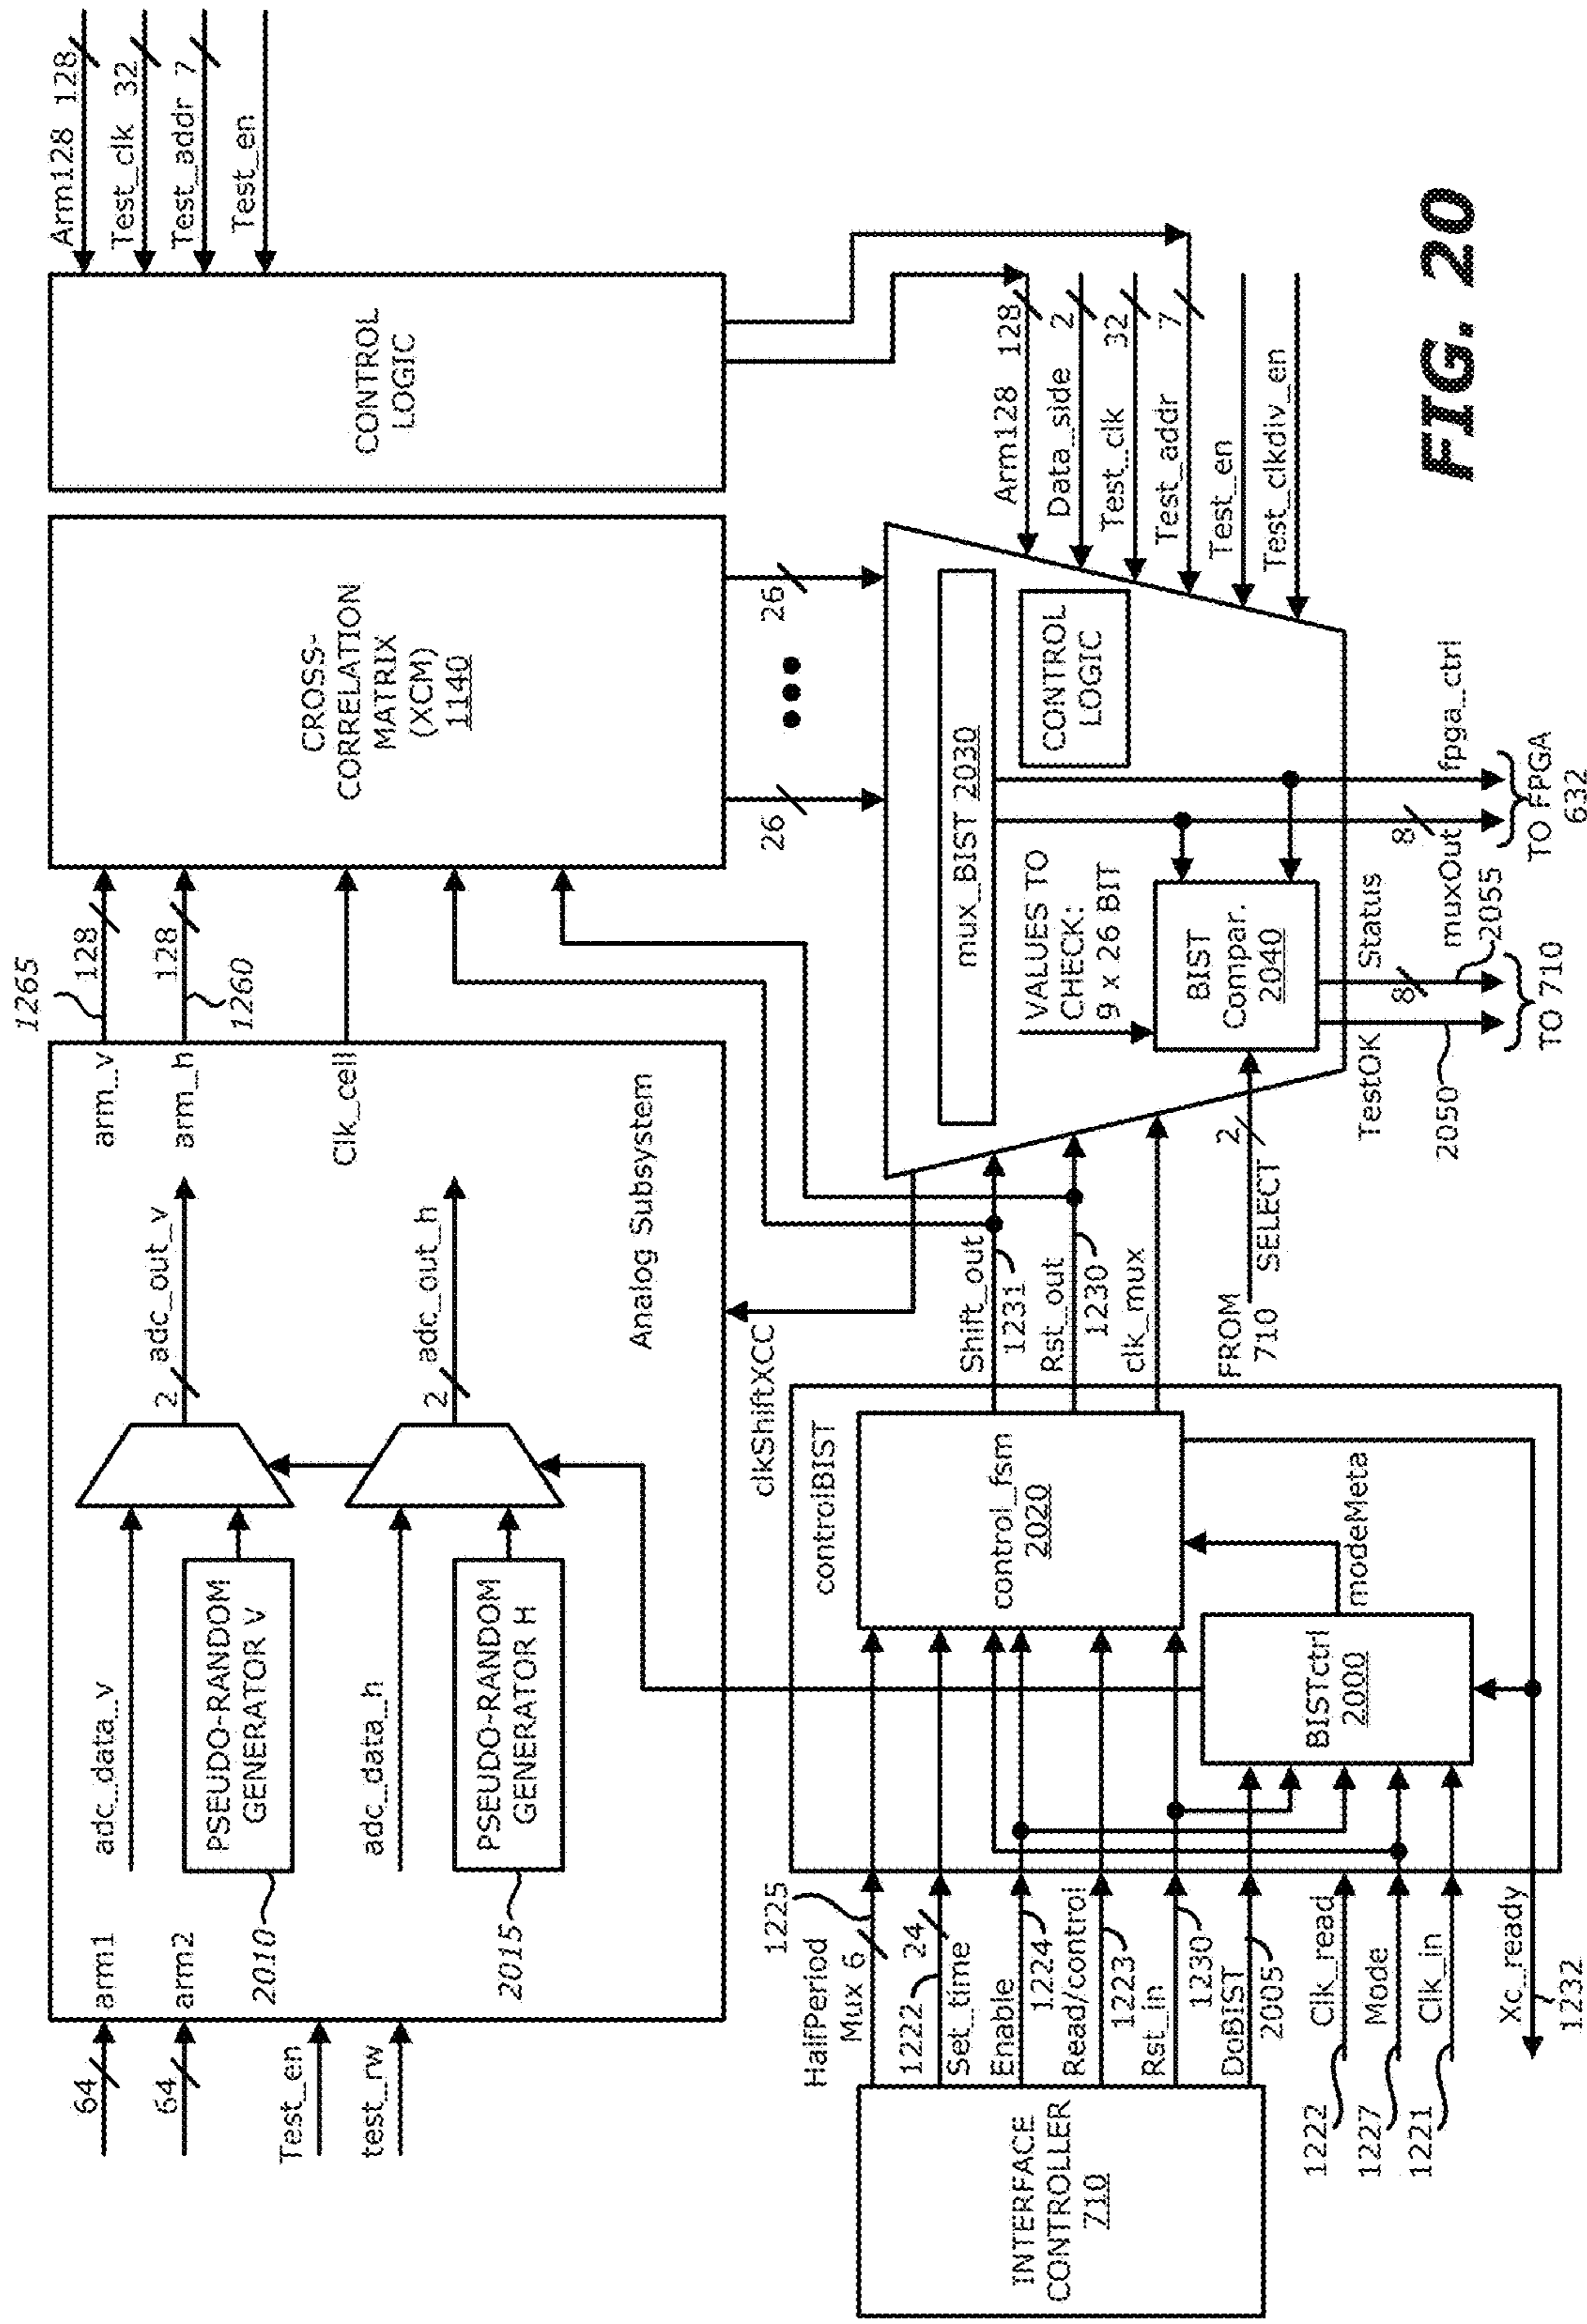 64
arm1
64
arm2
Test_en
test_rw
adc_data_v
PSEUDO-RANDOM
GENERATOR V
2010
adc_data_h
PSEUDO-RANDOM
GENERATOR H
2015
2
adc_out_v
2
adc_out_h
arm_v
arm_h
Clk_cell
Analog Subsystem
1265
128
128
1260
CROSS-
CORRELATION
MATRIX
(XCM)
1140
CONTROL
LOGIC
Arm128 128
Test_clk 32
Test_addr 7
Test_en
26
26
clkShiftXCC
INTERFACE
CONTROLLER
710
HalfPeriod
Mux 6
1225
1222
24
Set_time
Enable
1224
Read/control
1223
Rst_in
1230
DoBIST
2005
1222
Clk_read
1227
Mode
1221
Clk_in
Xc_ready
1232
controlBIST
control_fsm
2020
modeMeta
BISTctrl
2000
Shift_out
1231
Rst_out
1230
clk_mux
FROM
710
SELECT
2
mux_BIST 2030
VALUES TO
CHECK:
9 x 26 BIT
BIST
Compar.
2040
CONTROL
LOGIC
Arm128 128
Data_side 2
Test_clk 32
Test_addr 7
Test_en
Test_clkdiv_en
TestOK
2050
8
Status
2055
TO 710
8
muxOut
fpga_ctrl
TO FPGA
632
FIG. 20